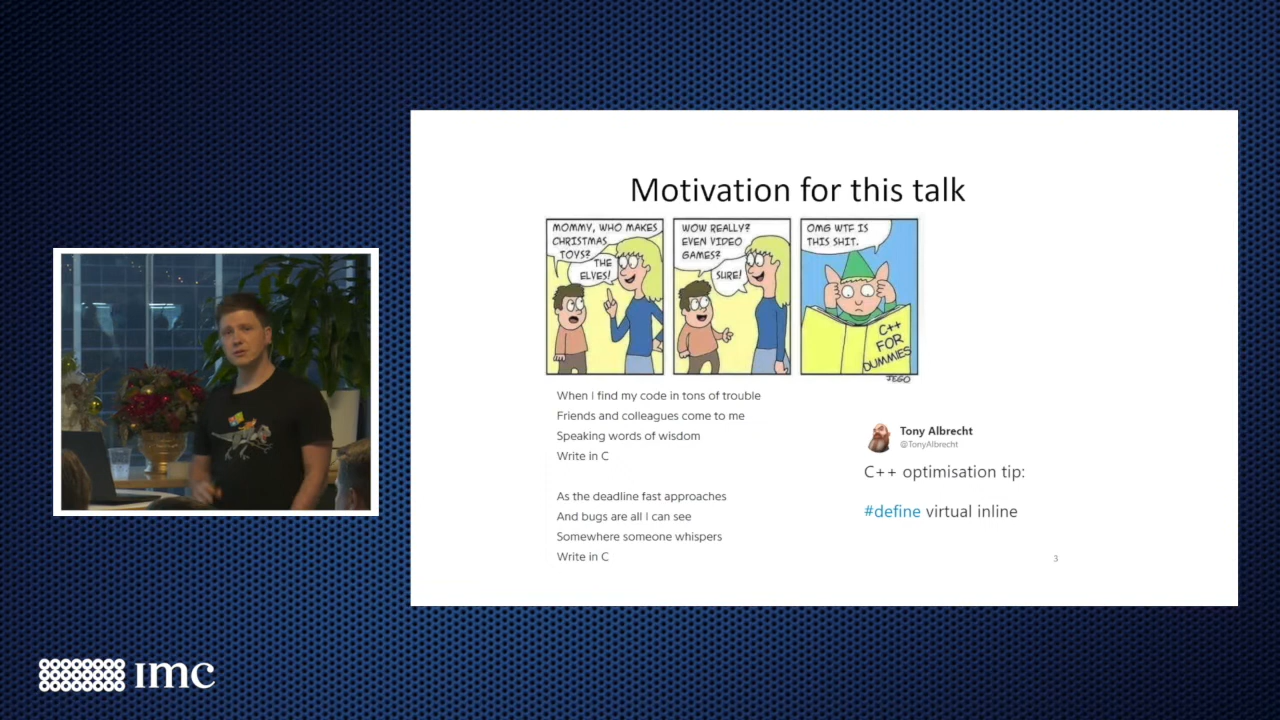 Motivation for this talk
MOMMY, WHO MAKES
CHRISTMAS
TOYS?
THE
ELVES!
WOW REALLY?
EVEN VIDEO
GAMES?
SURE!
OMG WTF IS
THIS SHIT.
C++
FOR
DUMMIES
JEGO
When I find my code in tons of trouble
Friends and colleagues come to me
Speaking words of wisdom
Write in C
As the deadline fast approaches
And bugs are all I can see
Somewhere someone whispers
Write in C
Tony Albrecht
@TonyAlbrecht
C++ optimisation tip:
#define virtual inline
3
imc